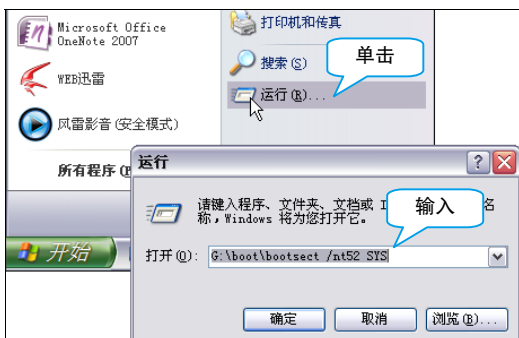 Microsoft Office
OneNote 2007
打印机和传真
WEB迅雷
搜索(S)
单击
运行(R)...
风雷影音(安全模式)
所有程序(P
运行
请键入程序、文件夹、文档或 I
名
称，Windows 将为您打开它。
输入
开始
打开(O):
G:\boot\bootsect /nt52 SYS
确定
取消
浏览(B)...